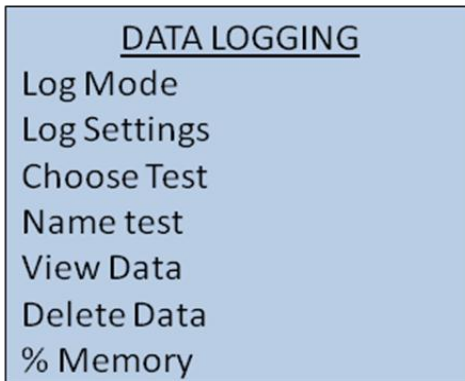 DATA LOGGING
Log Mode
Log Settings
Choose Test
Name test
View Data
Delete Data
% Memory